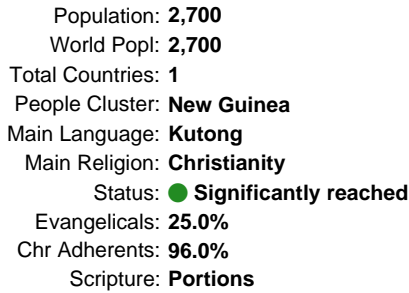 Population: 2,700
World Popl: 2,700
Total Countries: 1
People Cluster: New Guinea
Main Language: Kutong
Main Religion: Christianity
Status: Significantly reached
Evangelicals: 25.0%
Chr Adherents: 96.0%
Scripture: Portions